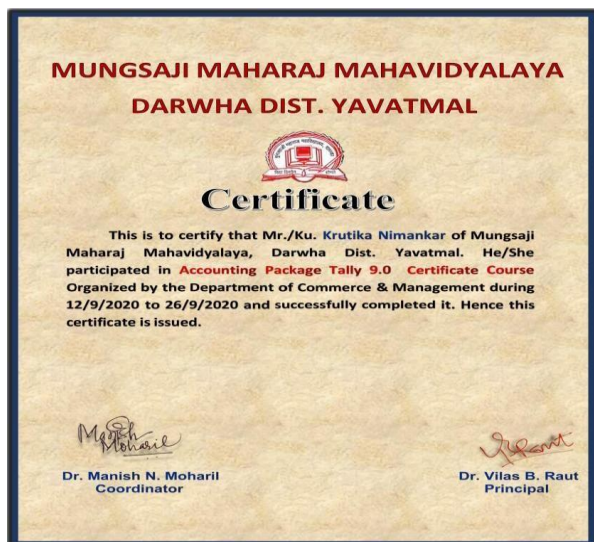 MUNGSAJI MAHARAJ MAHAVIDYALAYA
DARWHA DIST. YAVATMAL
Certificate
This is to certify that Mr./Ku. Krutika Nimankar of Mungsaji
Maharaj Mahavidyalaya, Darwha Dist. Yavatmal. He/She
participated in Accounting Package Tally 9.0 Certificate Course
Organized by the Department of Commerce & Management during
12/9/2020 to 26/9/2020 and successfully completed it. Hence this
certificate is issued.
Manish
Moharil
Dr. Manish N. Moharil
Coordinator
Dr. Vilas B. Raut
Principal